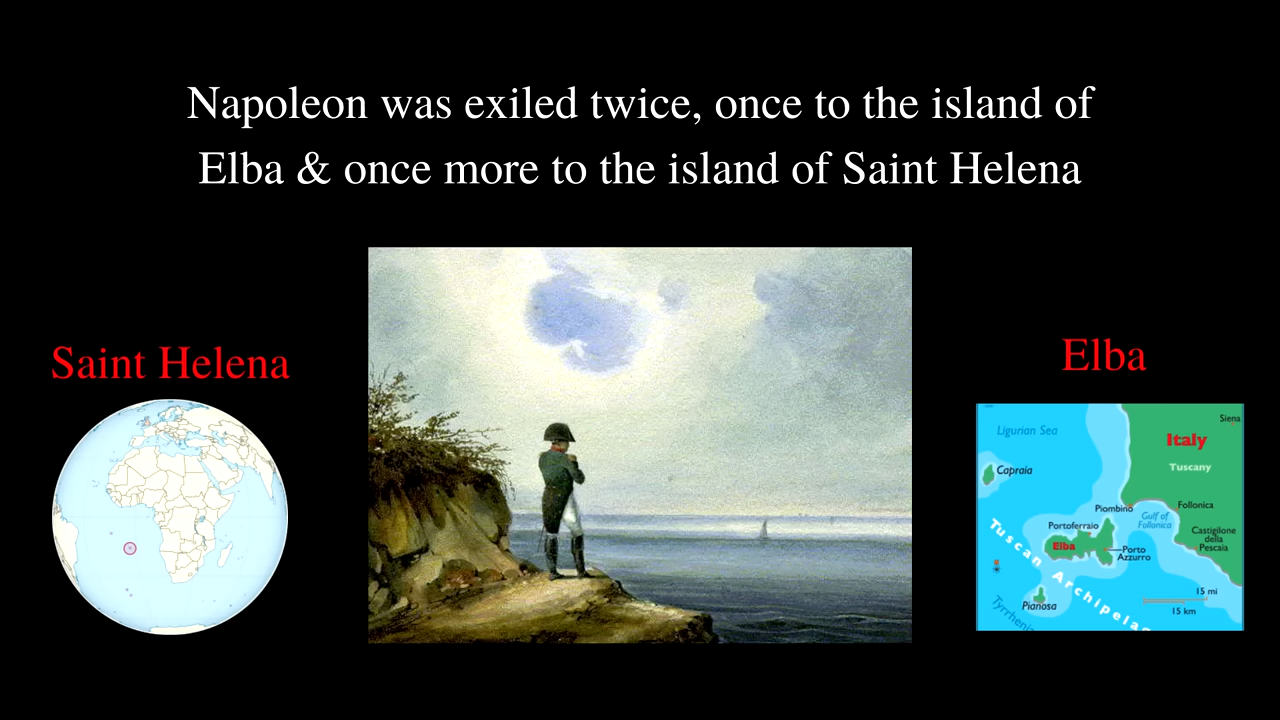 Napoleon was exiled twice, once to the island of
Elba & once more to the island of Saint Helena
Saint Helena
Elba
Siena
Ligurian Sea
Italy
Tuscany
Capraia
Piombino
Follonica
Gulf of
Follonica
Portoferraio
Castiglione
della
Pescaia
Elba
Porto
Azzurro
Tuscan Archipelag
15 mi
15 km
Pianosa
Tyrrhenia